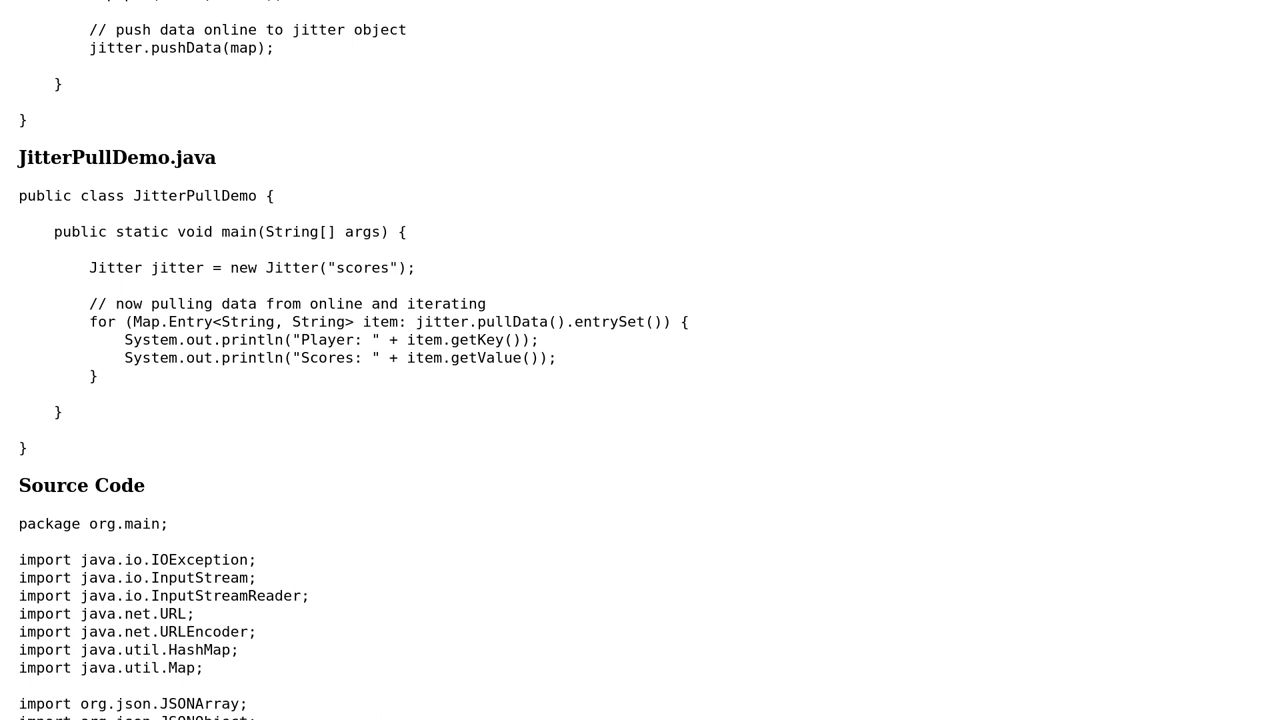 // push data online to jitter object
jitter.pushData(map);
}
}
JitterPullDemo.java
public class JitterPullDemo {
public static void main(String[] args) {
Jitter jitter = new Jitter("scores");
// now pulling data from online and iterating
for (Map.Entry<String, String> item: jitter.pullData().entrySet()) {
System.out.println("Player: " + item.getKey());
System.out.println("Scores: " + item.getValue());
}
}
}
Source Code
package org.main;
import java.io.IOException;
import java.io.InputStream;
import java.io.InputStreamReader;
import java.net.URL;
import java.net.URLEncoder;
import java.util.HashMap;
import java.util.Map;
import org.json.JSONArray;
import org.json.JSONObject;